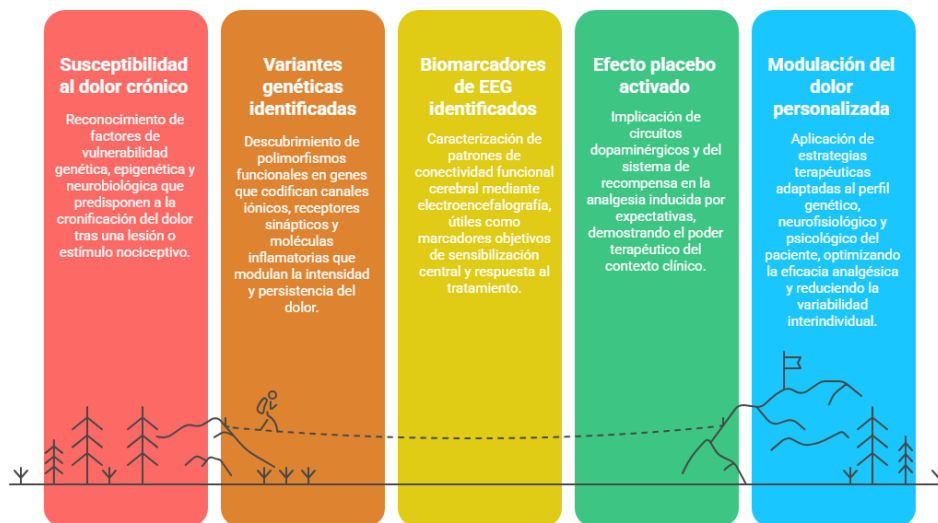 Susceptibilidad
al dolor crónico
Reconocimiento de
factores de
vulnerabilidad
genética, epigenética y
neurobiológica que
predisponen a la
cronificación del dolor
tras una lesión o
estímulo nociceptivo.
Variantes
genéticas
identificadas
Descubrimiento de
polimorfismos
funcionales en genes
que codifican canales
iónicos, receptores
sinápticos y
moléculas
inflamatorias que
modulan la intensidad
y persistencia del
dolor.
Biomarcadores
de EEG
identificados
Caracterización de
patrones de
conectividad funcional
cerebral mediante
electroencefalografía,
útiles como
marcadores objetivos
de sensibilización
central y respuesta al
tratamiento.
Efecto placebo
activado
Implicación de
circuitos
dopaminérgicos y del
sistema de
recompensa en la
analgesia inducida por
expectativas,
demostrando el poder
terapéutico del
contexto clínico.
Modulación del
dolor
personalizada
Aplicación de
estrategias
terapéuticas
adaptadas al perfil
genético,
neurofisiológico y
psicológico del
paciente, optimizando
la eficacia analgésica
y reduciendo la
variabilidad
interindividual.